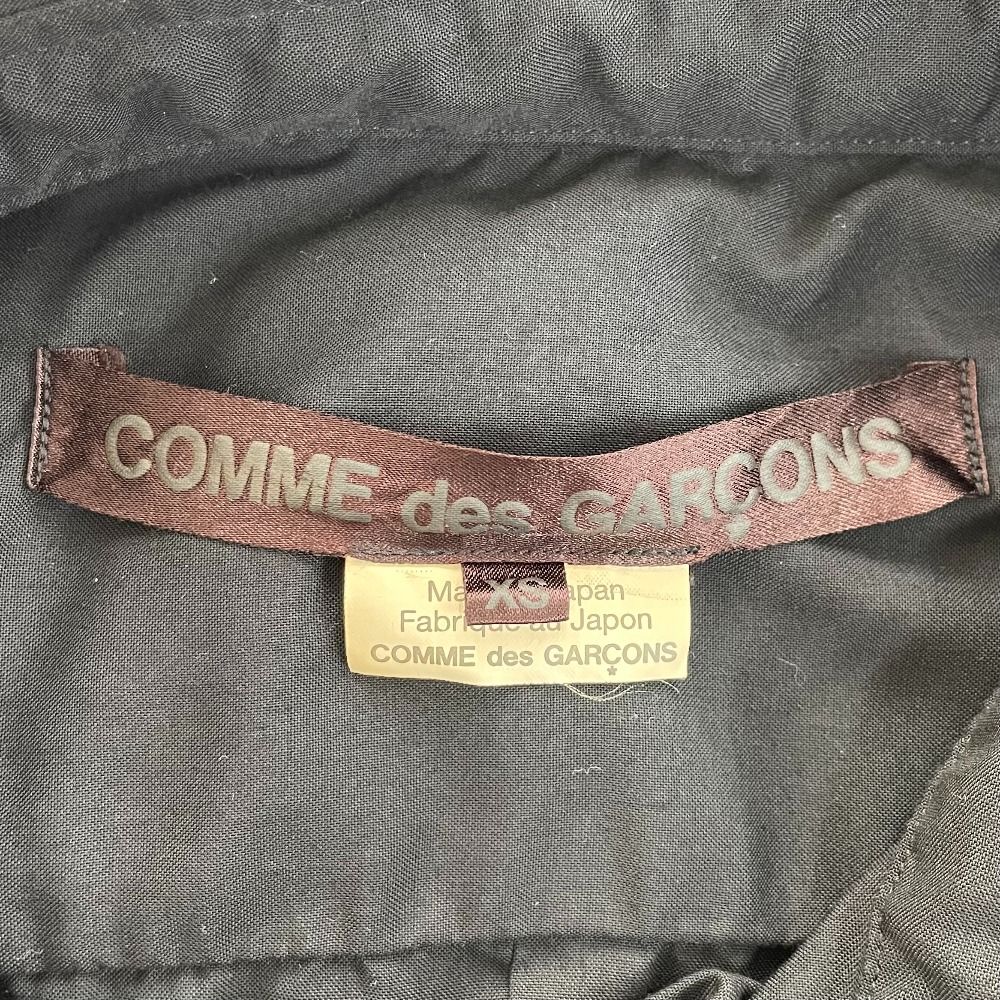 COMME des GARÇONS
XS
Fabrique au Japon
COMME des GARÇONS